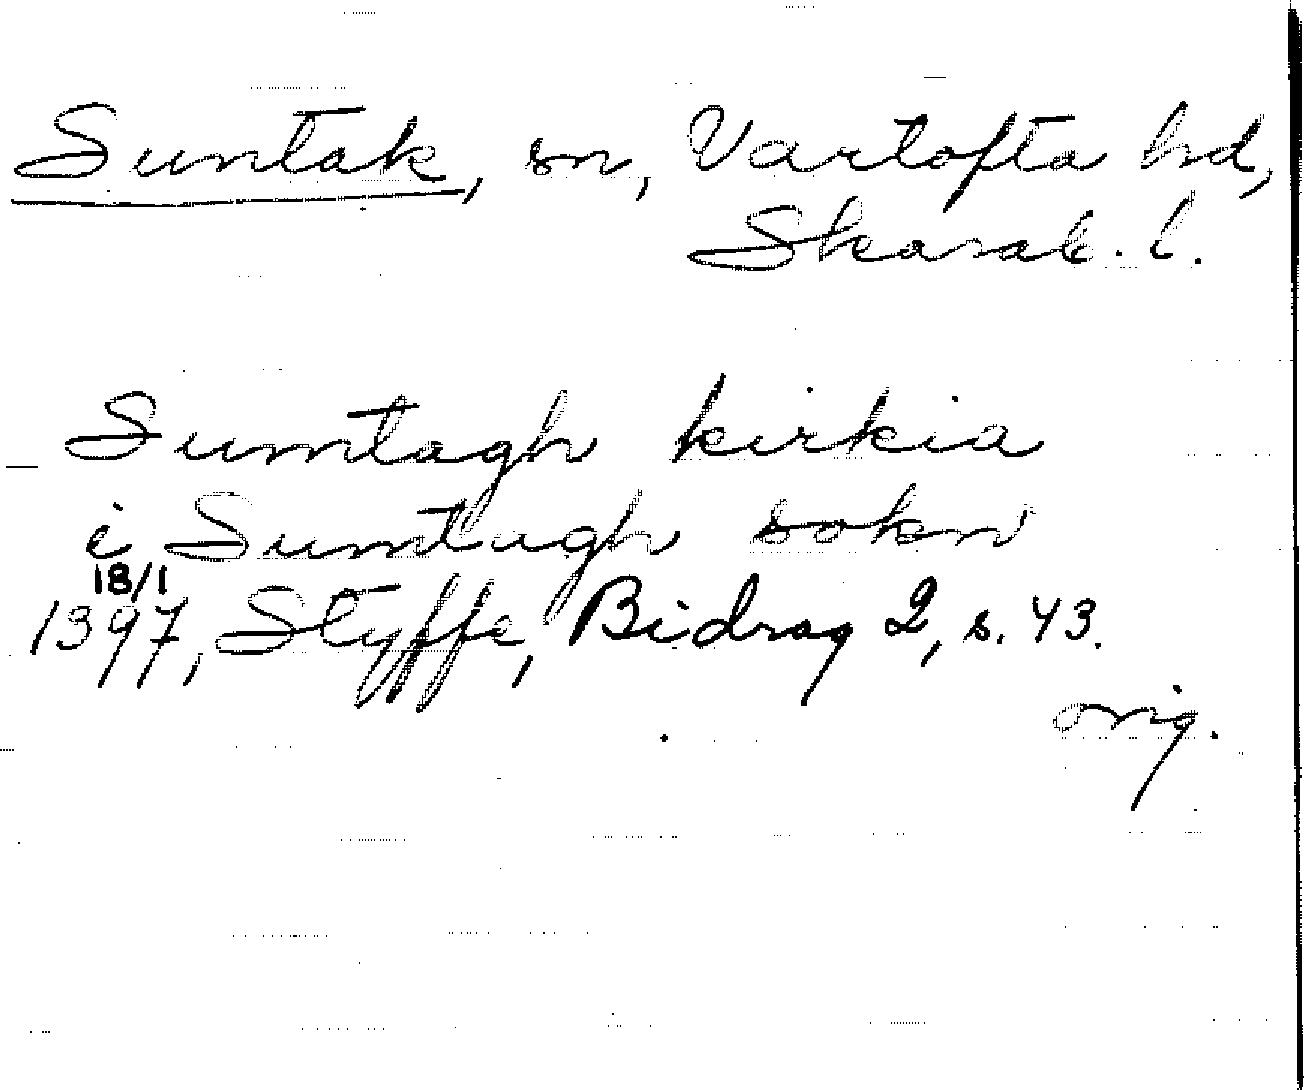 Suntak, sn, Vartofta hd,
Skarab. l.
Sumtagh kirkia
i Sumtagh sokn
18/1
1397, Styffe, Bidrag 2, s. 43.
orig.